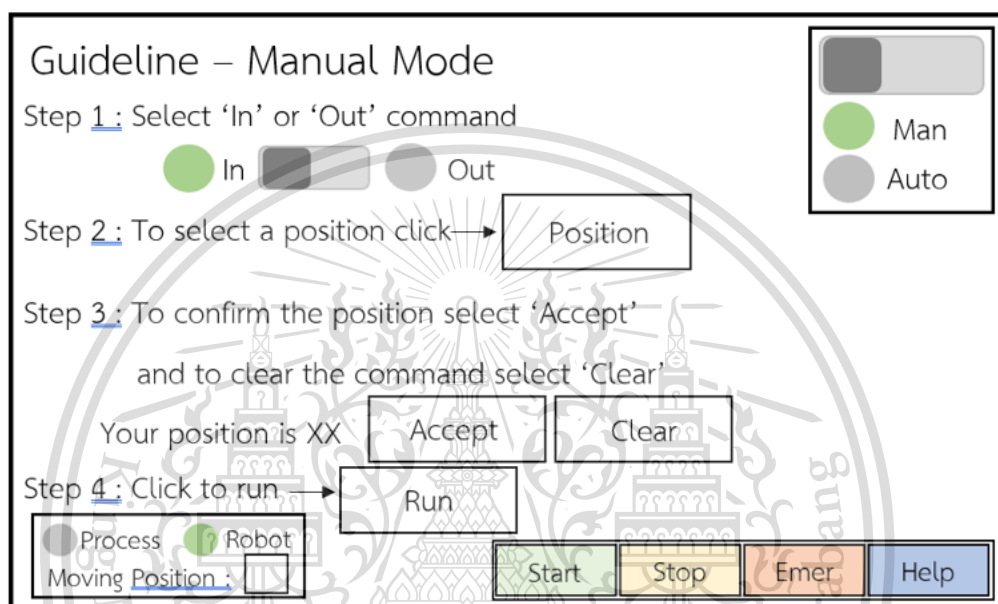 Guideline – Manual Mode
Man
Auto
Step 1 : Select ‘In’ or ‘Out’ command
In Out
Step 2 : To select a position click Position
Step 3 : To confirm the position select ‘Accept’
and to clear the command select ‘Clear’
Your position is XX Accept Clear
Step 4 : Click to run Run
Process Robot
Moving Position :
Start Stop Emer Help